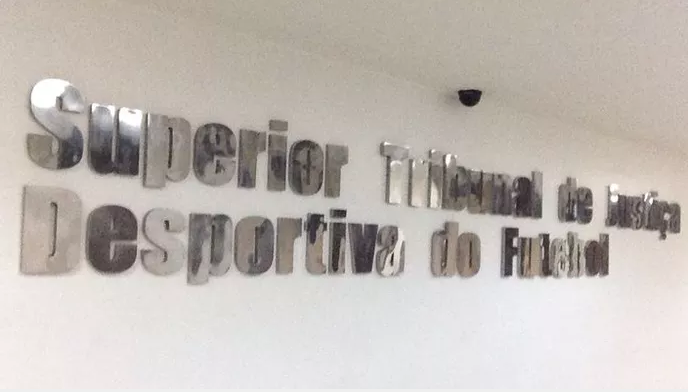 Superior Tribunal de Justiça
Desportiva do Futebol